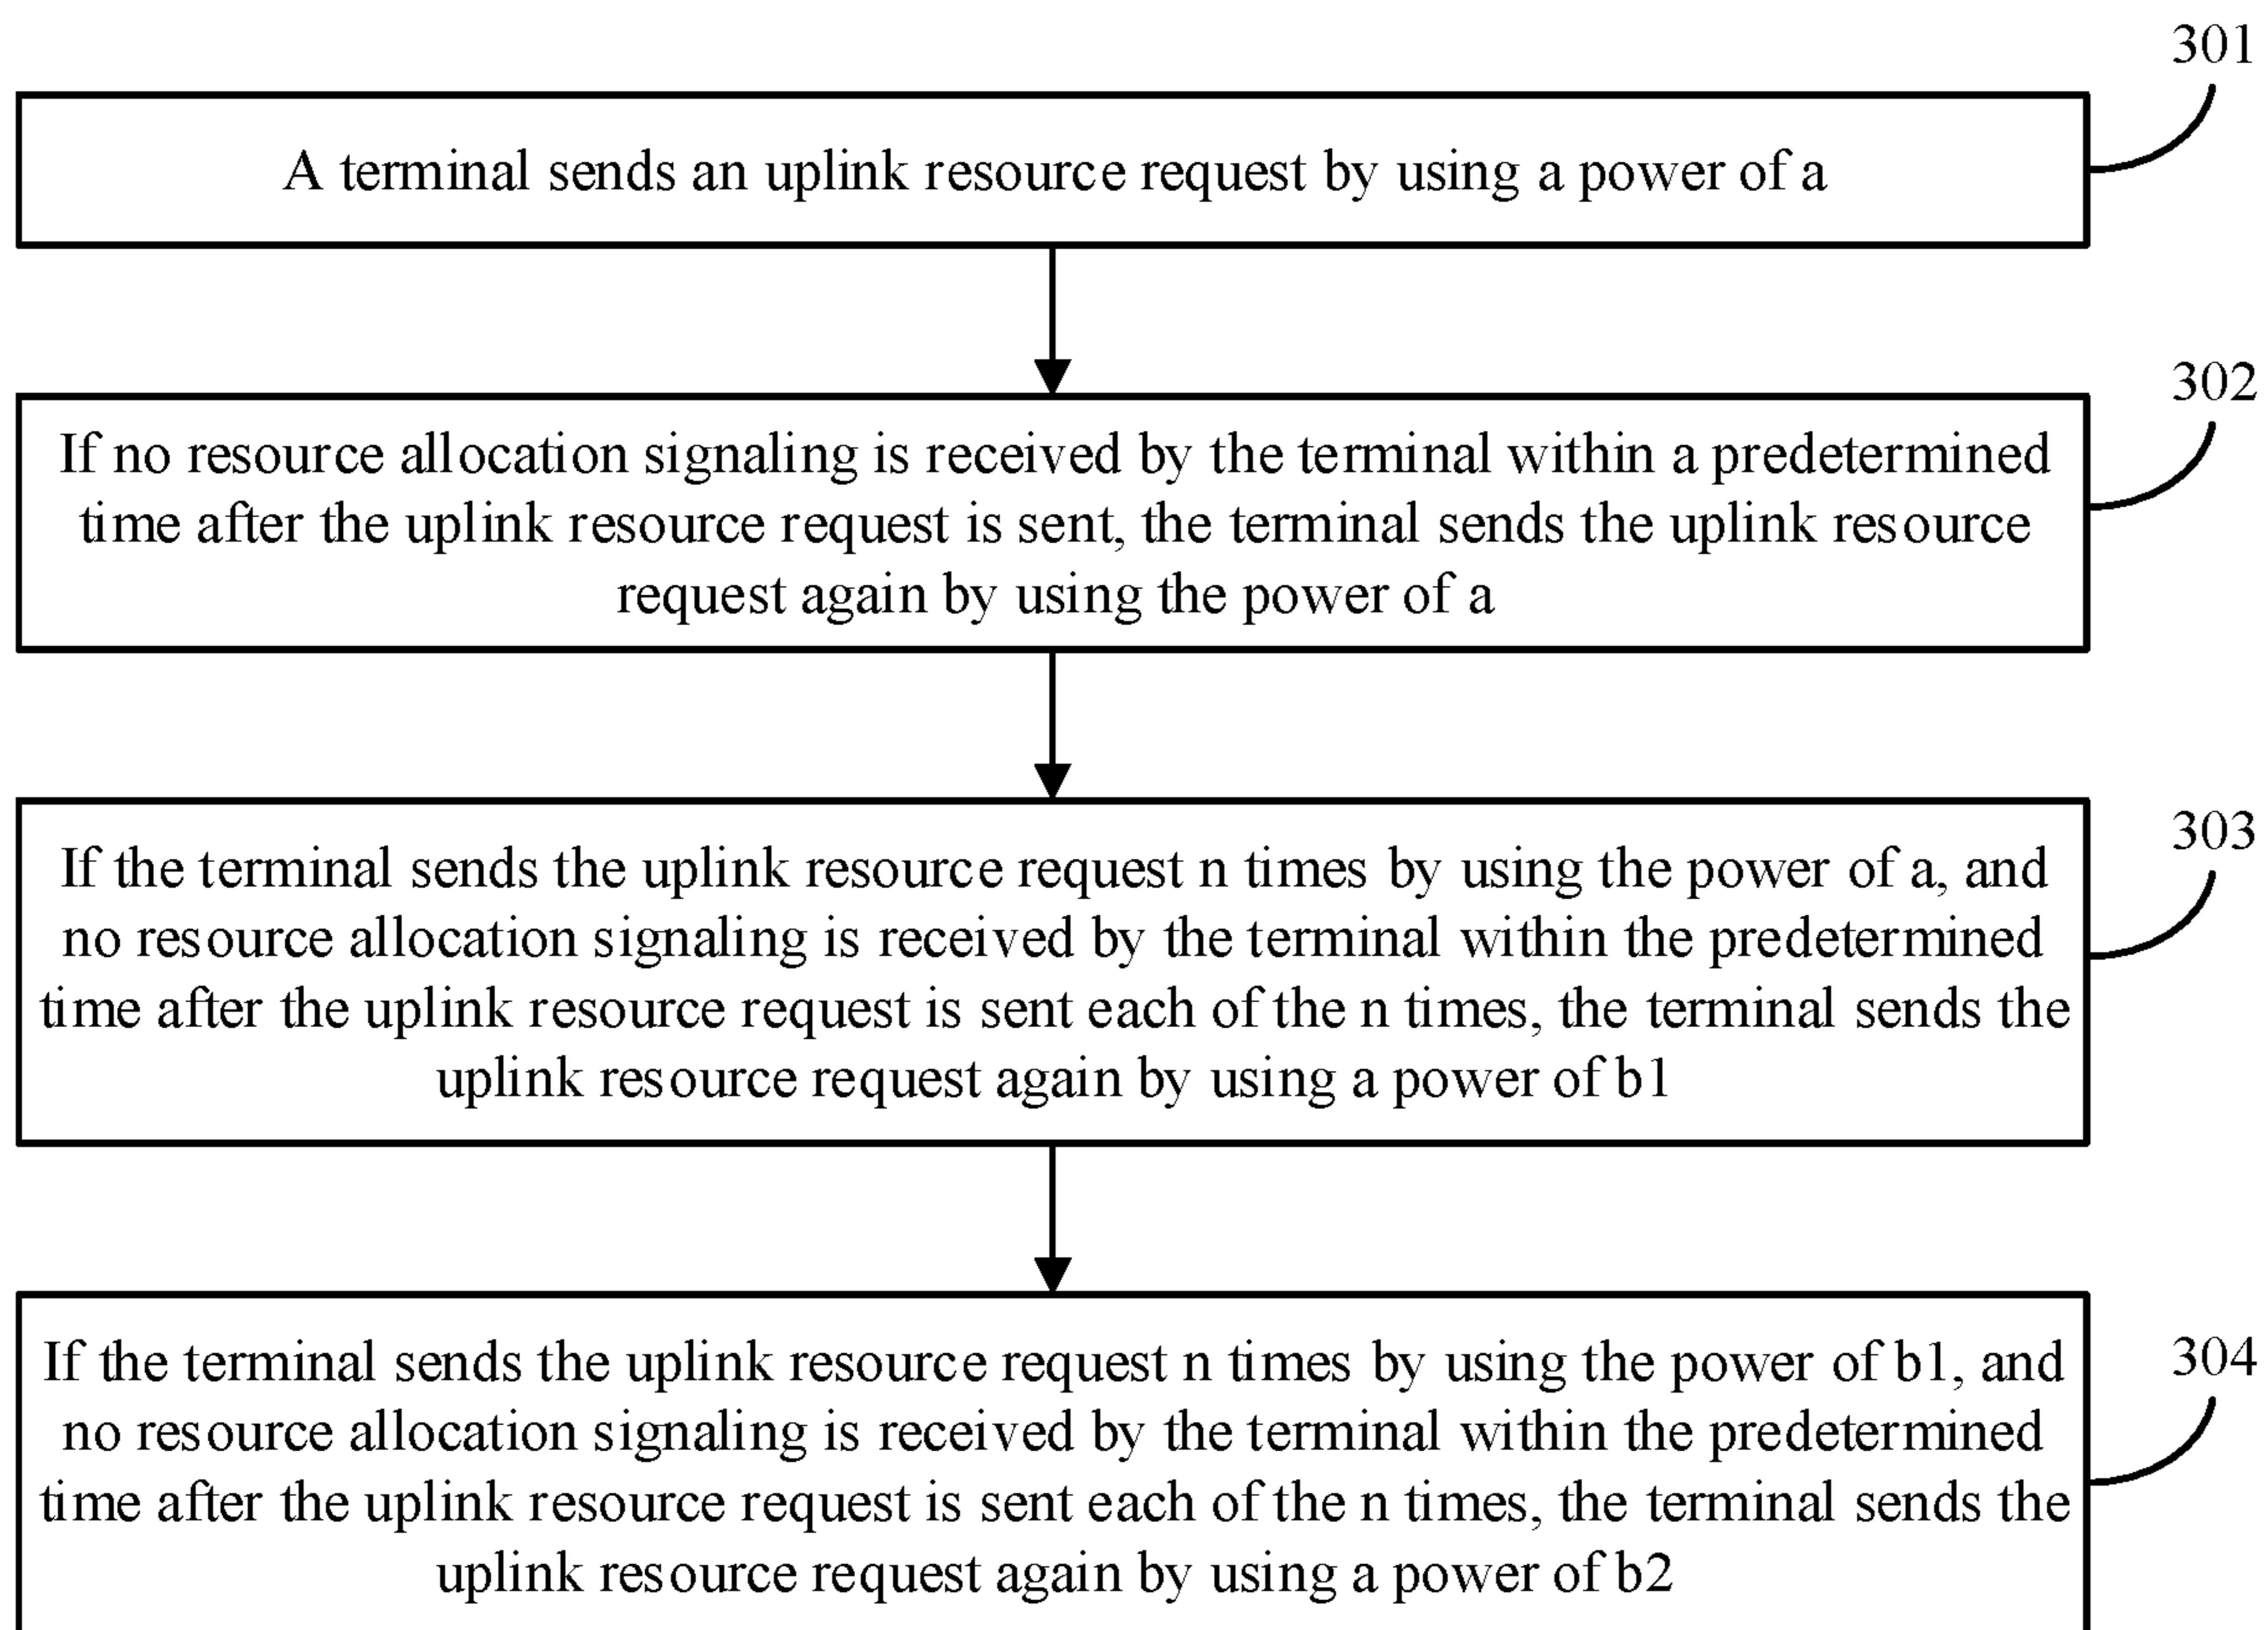 301
A terminal sends an uplink resource request by using a power of a
302
If no resource allocation signaling is received by the terminal within a predetermined
time after the uplink resource request is sent, the terminal sends the uplink resource
request again by using the power of a
303
If the terminal sends the uplink resource request n times by using the power of a, and
no resource allocation signaling is received by the terminal within the predetermined
time after the uplink resource request is sent each of the n times, the terminal sends the
uplink resource request again by using a power of b1
304
If the terminal sends the uplink resource request n times by using the power of b1, and
no resource allocation signaling is received by the terminal within the predetermined
time after the uplink resource request is sent each of the n times, the terminal sends the
uplink resource request again by using a power of b2